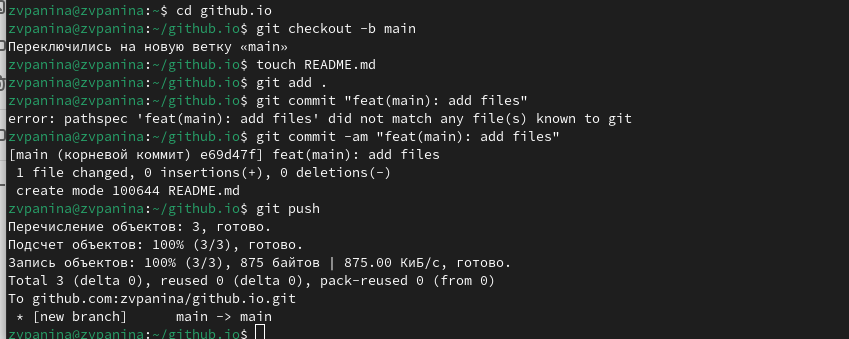 zvpanina@zvpanina:~$ cd github.io
zvpanina@zvpanina:~/github.io$ git checkout -b main
Переключились на новую ветку «main»
zvpanina@zvpanina:~/github.io$ touch README.md
zvpanina@zvpanina:~/github.io$ git add .
zvpanina@zvpanina:~/github.io$ git commit "feat(main): add files"
error: pathspec 'feat(main): add files' did not match any file(s) known to git
zvpanina@zvpanina:~/github.io$ git commit -am "feat(main): add files"
[main (корневой коммит) e69d47f] feat(main): add files
 1 file changed, 0 insertions(+), 0 deletions(-)
 create mode 100644 README.md
zvpanina@zvpanina:~/github.io$ git push
Перечисление объектов: 3, готово.
Подсчет объектов: 100% (3/3), готово.
Запись объектов: 100% (3/3), 875 байтов | 875.00 КиБ/с, готово.
Total 3 (delta 0), reused 0 (delta 0), pack-reused 0 (from 0)
To github.com:zvpanina/github.io.git
 * [new branch]      main -> main
zvpanina@zvpanina:~/github.io$